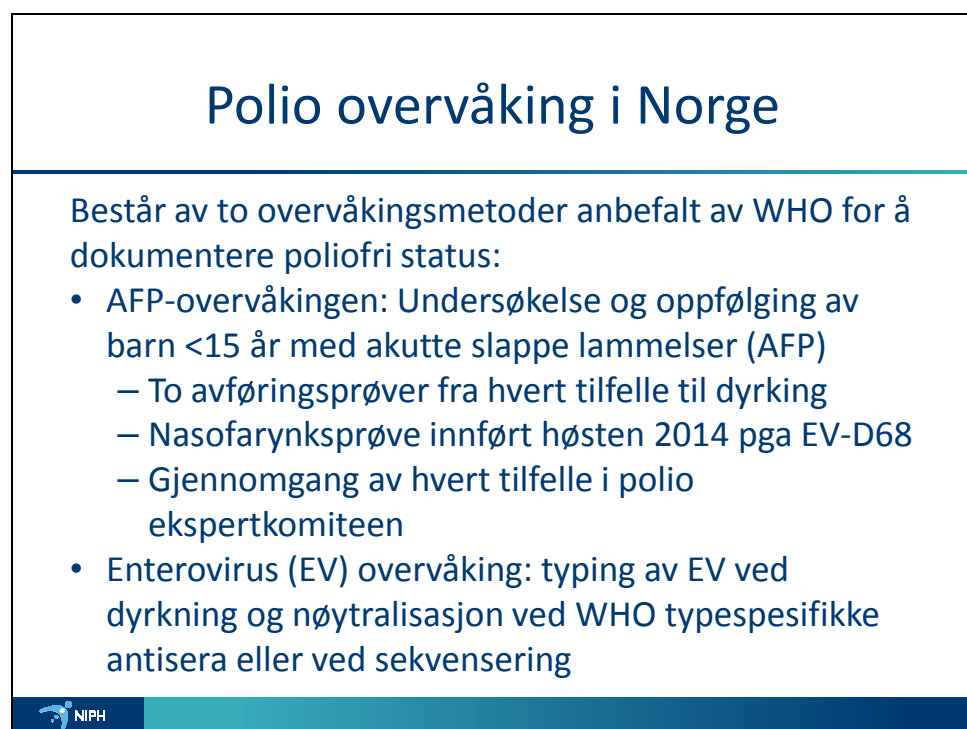 Polio overvåking i Norge
Består av to overvåkingsmetoder anbefalt av WHO for å
dokumentere poliofri status:
• AFP-overvåkingen: Undersøkelse og oppfølging av
barn <15 år med akutte slappe lammelser (AFP)
– To avføringsprøver fra hvert tilfelle til dyrking
– Nasofarynksprøve innført høsten 2014 pga EV-D68
– Gjennomgang av hvert tilfelle i polio
ekspertkomiteen
• Enterovirus (EV) overvåking: typing av EV ved
dyrkning og nøytralisasjon ved WHO typespesifikke
antisera eller ved sekvensering
NIPH